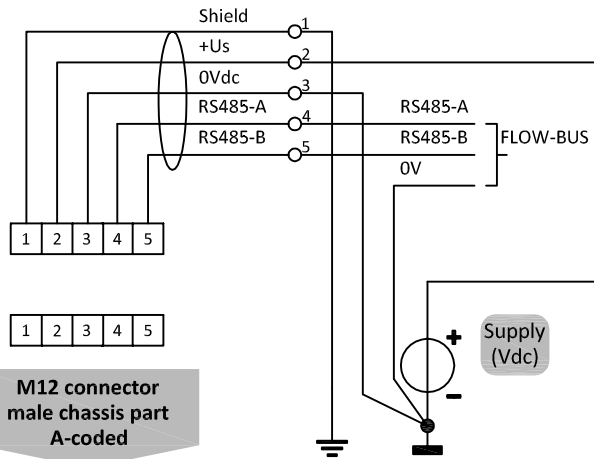 Shield 1
+Us 2
0Vdc 3
RS485-A 4 RS485-A
RS485-B 5 RS485-B FLOW-BUS
0V
1 2 3 4 5
1 2 3 4 5
+ Supply
(Vdc)
−
M12 connector
male chassis part
A-coded